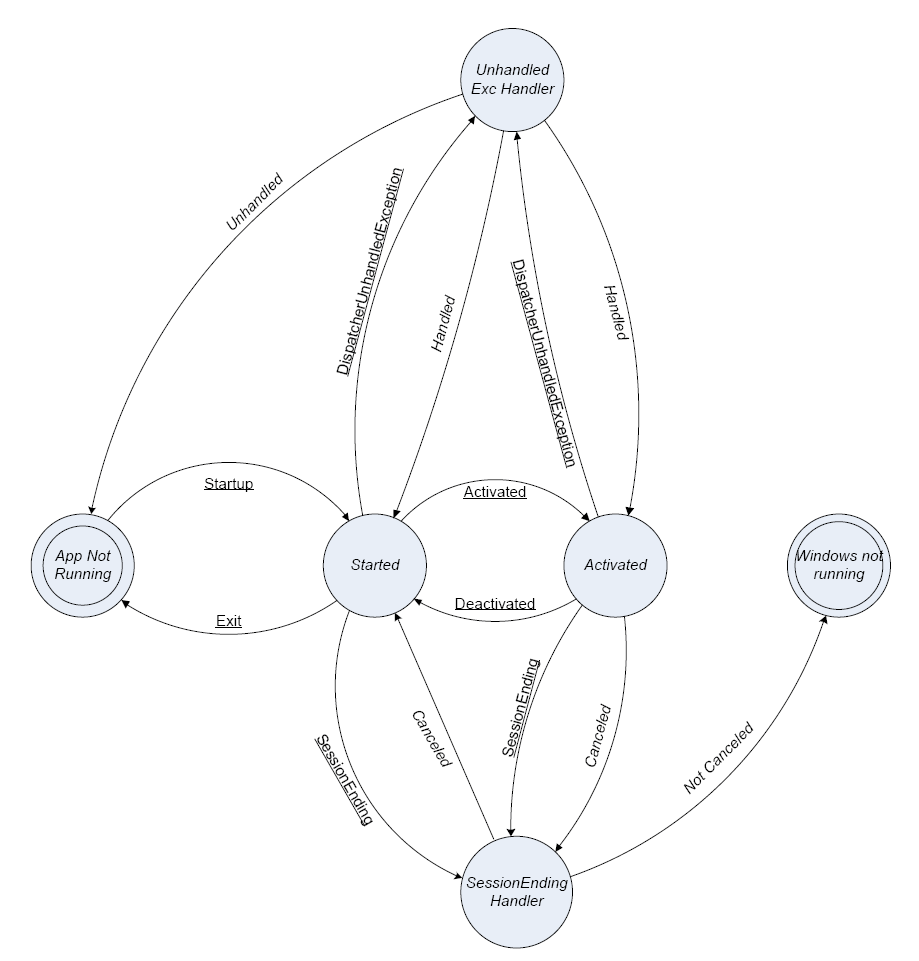 Unhandled
Exc Handler
Unhandled
DispatcherUnhandledException
Handled
DispatcherUnhandledException
Handled
Startup
Activated
App Not
Running
Started
Activated
Windows not
running
Exit
Deactivated
SessionEnding
Canceled
SessionEnding
Canceled
Not Canceled
SessionEnding
Handler